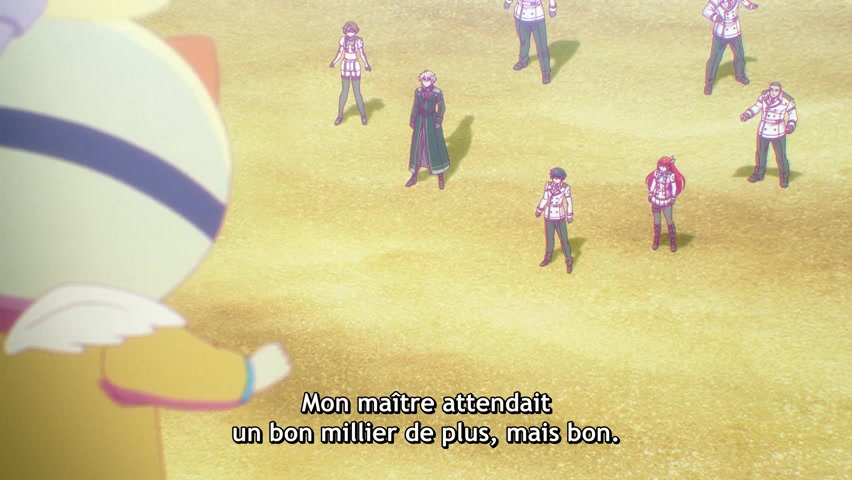 Mon maître attendait
un bon millier de plus, mais bon.